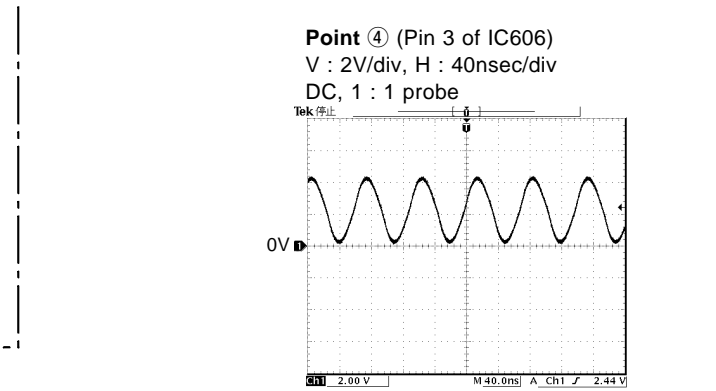 Point ④ (Pin 3 of IC606)
V : 2V/div, H : 40nsec/div
DC, 1 : 1 probe
Tek 停止
T
0V 1
Ch1 2.00 V M 40.0ns A Ch1 2.44 V